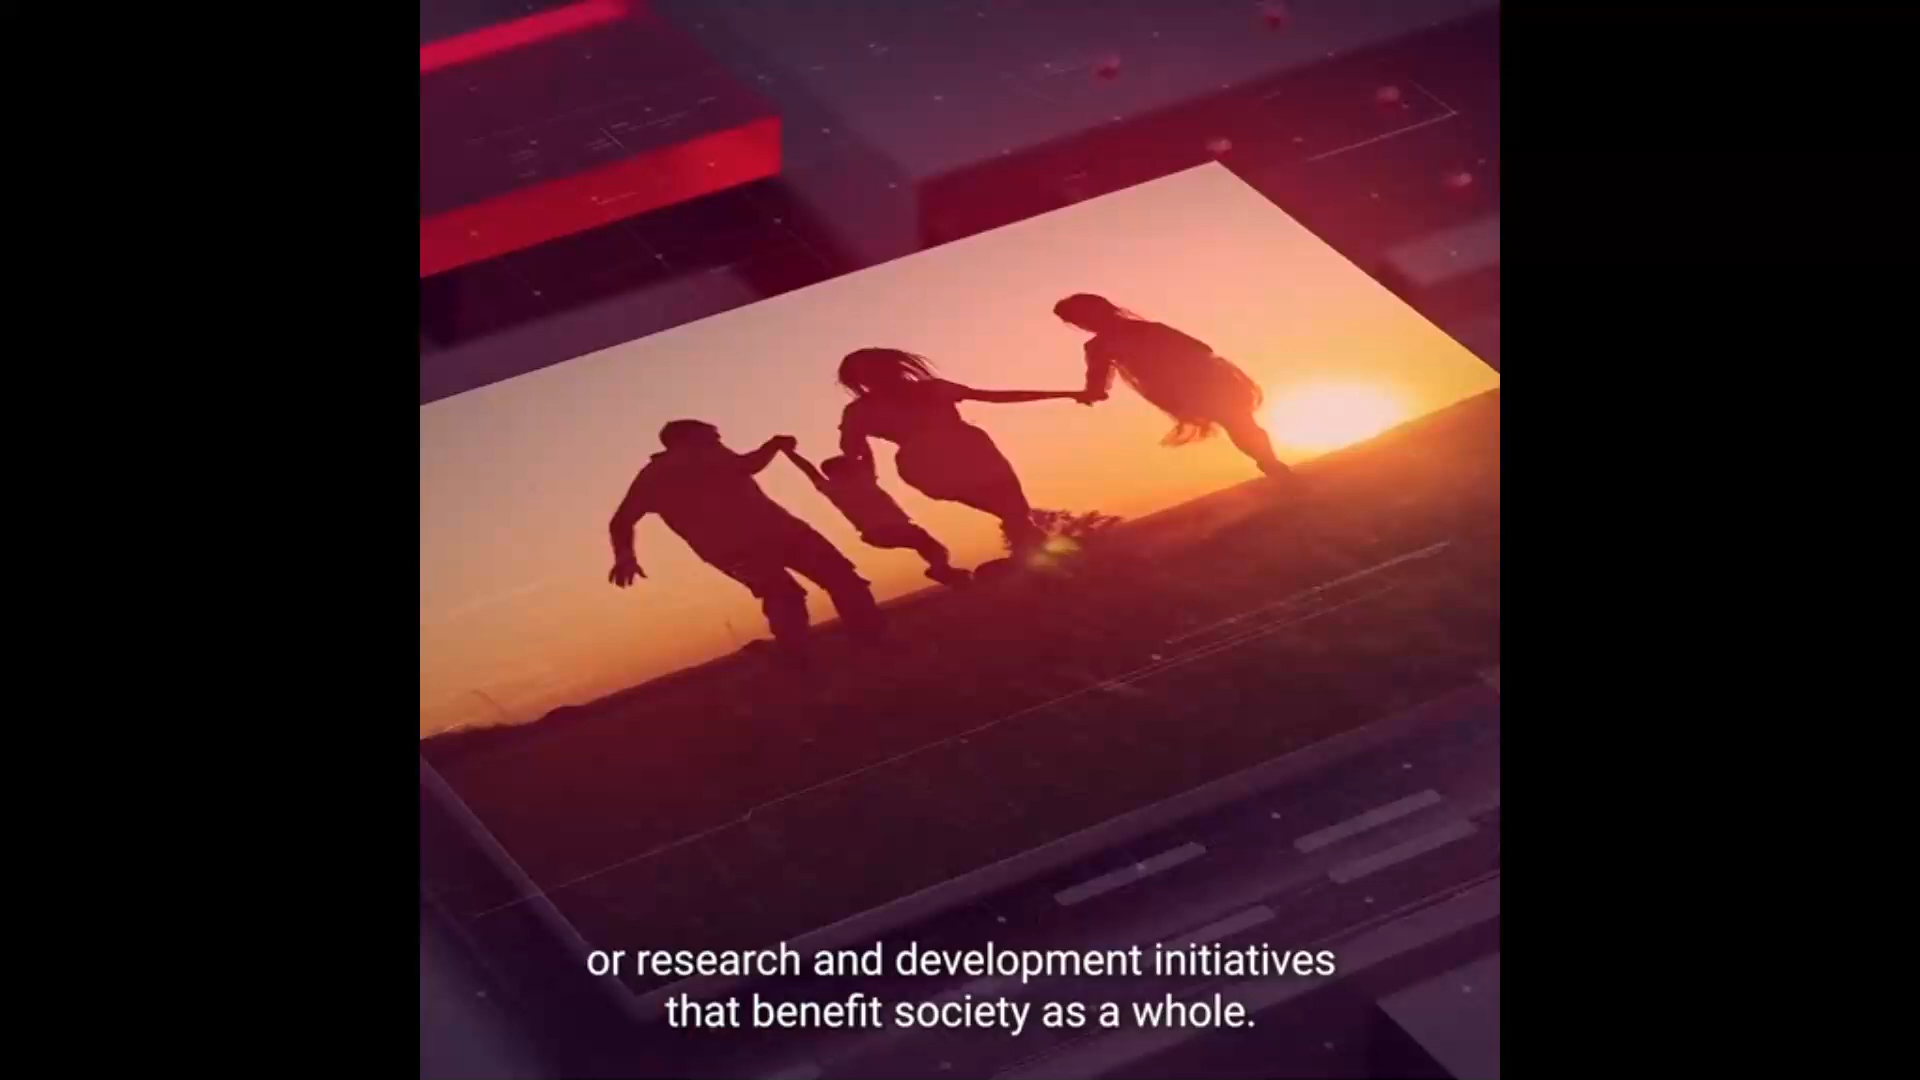 or research and development initiatives
that benefit society as a whole.